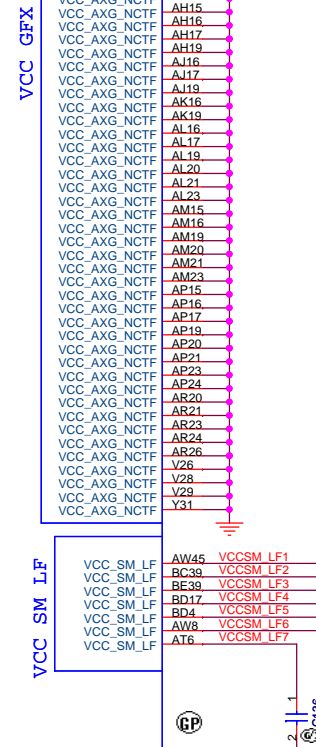 VCC GFX
VCC_AXG_NCTF
VCC_AXG_NCTF AH15
VCC_AXG_NCTF AH16
VCC_AXG_NCTF AH17
VCC_AXG_NCTF AH19
VCC_AXG_NCTF AJ16
VCC_AXG_NCTF AJ17
VCC_AXG_NCTF AJ19
VCC_AXG_NCTF AK16
VCC_AXG_NCTF AK19
VCC_AXG_NCTF AL16
VCC_AXG_NCTF AL17
VCC_AXG_NCTF AL19
VCC_AXG_NCTF AL20
VCC_AXG_NCTF AL21
VCC_AXG_NCTF AL23
VCC_AXG_NCTF AM15
VCC_AXG_NCTF AM16
VCC_AXG_NCTF AM19
VCC_AXG_NCTF AM20
VCC_AXG_NCTF AM21
VCC_AXG_NCTF AM23
VCC_AXG_NCTF AP15
VCC_AXG_NCTF AP16
VCC_AXG_NCTF AP17
VCC_AXG_NCTF AP19
VCC_AXG_NCTF AP20
VCC_AXG_NCTF AP21
VCC_AXG_NCTF AP23
VCC_AXG_NCTF AP24
VCC_AXG_NCTF AR20
VCC_AXG_NCTF AR21
VCC_AXG_NCTF AR23
VCC_AXG_NCTF AR24
VCC_AXG_NCTF AR26
VCC_AXG_NCTF V26
VCC_AXG_NCTF V28
VCC_AXG_NCTF V29
VCC_AXG_NCTF Y31
VCC SM LF
VCC_SM_LF AW45 VCCSM_LF1
VCC_SM_LF BC39 VCCSM_LF2
VCC_SM_LF BE39 VCCSM_LF3
VCC_SM_LF BD17 VCCSM_LF4
VCC_SM_LF BD4 VCCSM_LF5
VCC_SM_LF AW8 VCCSM_LF6
VCC_SM_LF AT6 VCCSM_LF7
GP
1
2